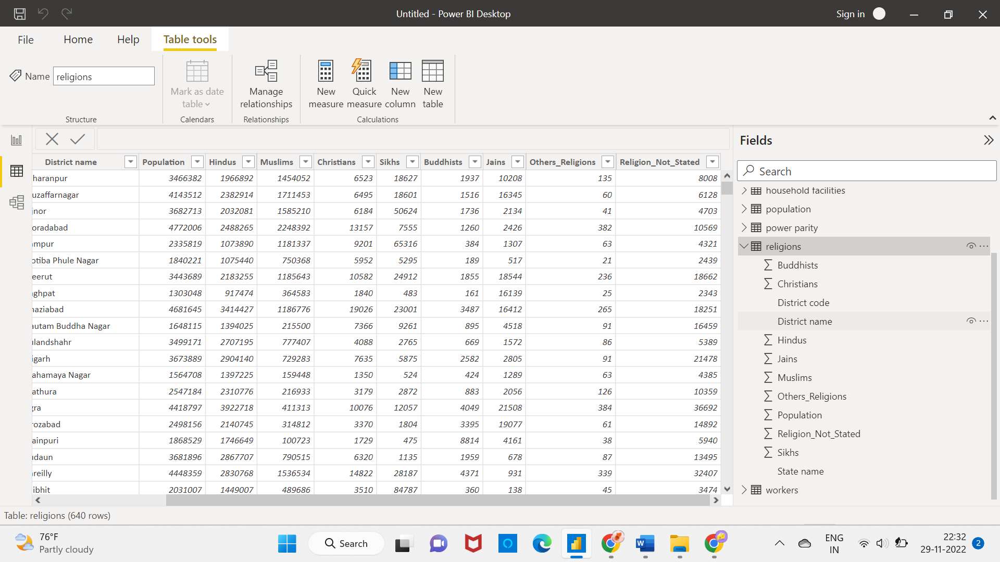 Untitled - Power BI Desktop
Sign in
File Home Help Table tools
Name religions
Mark as date table
Manage relationships
New measure
Quick measure
New column
New table
Structure Calendars Relationships Calculations
Fields
Search
District name Population Hindus Muslims Christians Sikhs Buddhists Jains Others_Religions Religion_Not_Stated
haranpur 3466382 1966892 1454052 6523 18627 1937 10208 135 8008
uzaffarnagar 4143512 2382914 1711453 6495 18601 1516 16345 60 6128
jnor 3682713 2032081 1585210 6184 50624 1736 2134 41 4703
oradabad 4772006 2488265 2248392 13157 7555 1260 2426 382 10569
mpur 2335819 1073890 1181337 9201 65316 384 1307 63 4321
otiba Phule Nagar 1840221 1075440 750368 5952 5295 189 517 21 2439
eerut 3443689 2183255 1185643 10582 24912 1855 18544 236 18662
ghpat 1303048 917474 364583 1840 483 161 16139 25 2343
haziabad 4681645 3414427 1186776 19026 23001 3487 16412 265 18251
autam Buddha Nagar 1648115 1394025 215500 7366 9261 895 4518 91 16459
ulandshahr 3499171 2707195 777407 4088 2765 669 1572 86 5389
igarh 3673889 2904140 729283 7635 5875 2582 2805 91 21478
ahamaya Nagar 1564708 1397225 159448 1350 524 424 1289 63 4385
athura 2547184 2310776 216933 3179 2872 883 2056 126 10359
gra 4418797 3922718 411313 10076 12057 4049 21508 384 36692
rozabad 2498156 2140745 314812 3370 1804 3395 19077 61 14892
ainpuri 1868529 1746649 100723 1729 475 8814 4161 38 5940
udaun 3681896 2867707 790515 6320 1135 1959 678 87 13495
reilly 4448359 2830768 1536534 14822 28187 4371 931 339 32407
ibhit 2031007 1449007 489686 3510 84787 360 138 45 3474
household facilities
population
power parity
religions
Buddhists
Christians
District code
District name
Hindus
Jains
Muslims
Others_Religions
Population
Religion_Not_Stated
Sikhs
State name
workers
Table: religions (640 rows)
76°F
Partly cloudy
Search
ENG
IN
22:32
29-11-2022
2